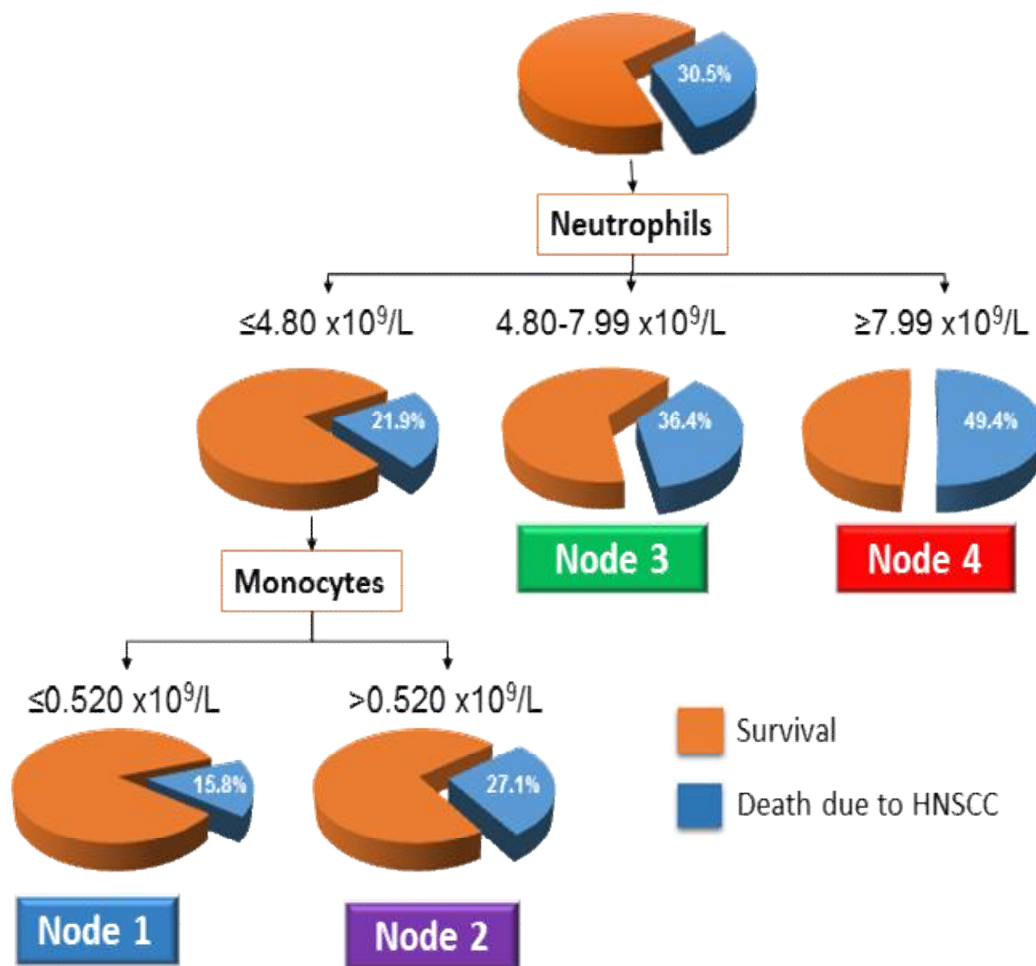 30.5%
Neutrophils
≤4.80 x10⁹/L
4.80-7.99 x10⁹/L
≥7.99 x10⁹/L
21.9%
36.4%
49.4%
Node 3
Node 4
Monocytes
≤0.520 x10⁹/L
>0.520 x10⁹/L
Survival
15.8%
27.1%
Death due to HNSCC
Node 1
Node 2